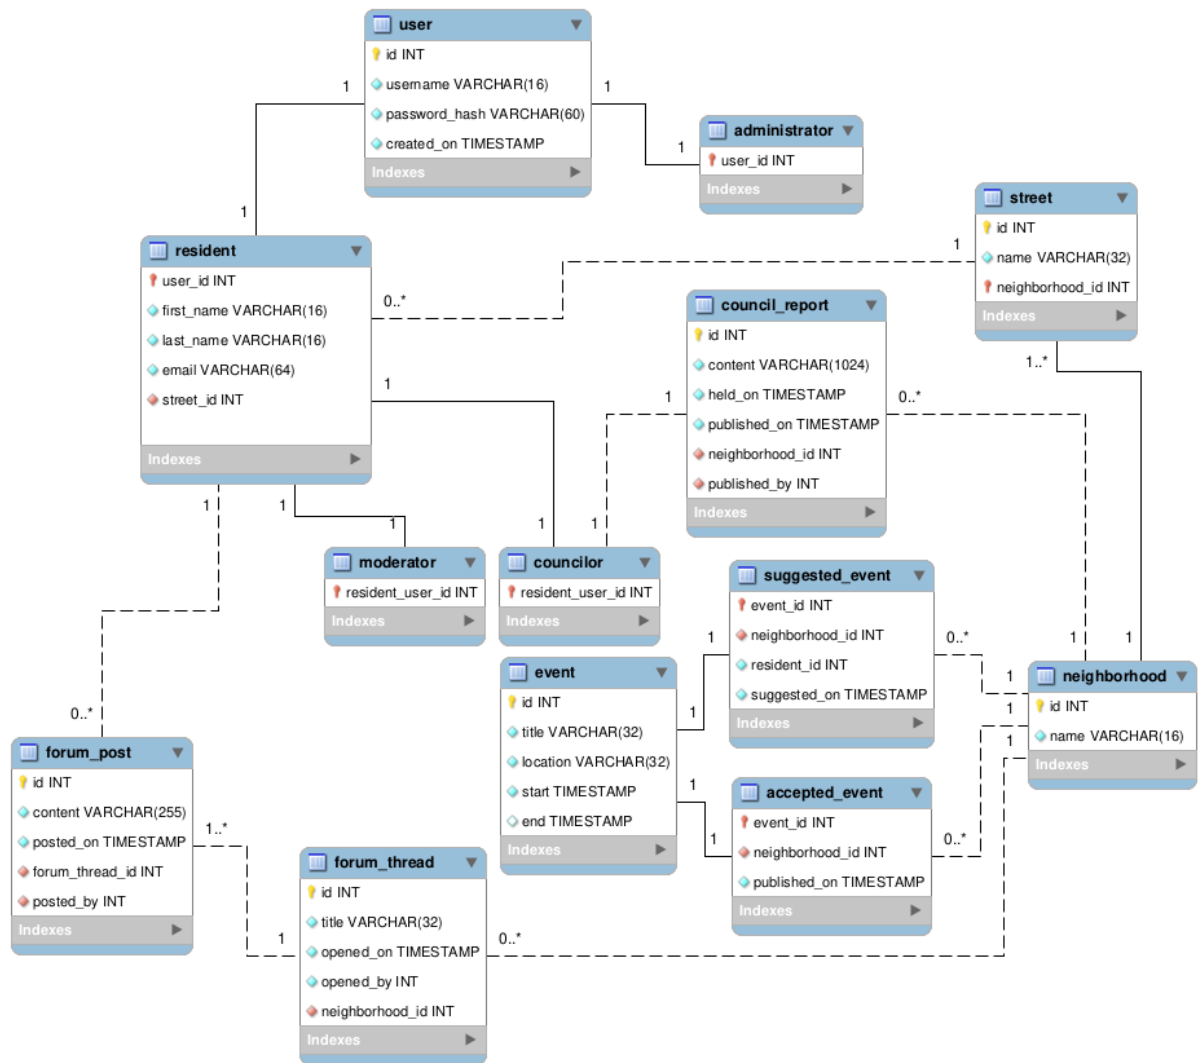 user
id INT
username VARCHAR(16)
password_hash VARCHAR(60)
created_on TIMESTAMP
Indexes
1
1
administrator
user_id INT
Indexes
1
1
street
id INT
name VARCHAR(32)
neighborhood_id INT
Indexes
1
1..*
resident
user_id INT
first_name VARCHAR(16)
last_name VARCHAR(16)
email VARCHAR(64)
street_id INT
Indexes
0..*
1
1
1
council_report
id INT
content VARCHAR(1024)
held_on TIMESTAMP
published_on TIMESTAMP
neighborhood_id INT
published_by INT
Indexes
1
0..*
moderator
resident_user_id INT
Indexes
1
councilor
resident_user_id INT
Indexes
1
1
suggested_event
event_id INT
neighborhood_id INT
resident_id INT
suggested_on TIMESTAMP
Indexes
1
0..*
event
id INT
title VARCHAR(32)
location VARCHAR(32)
start TIMESTAMP
end TIMESTAMP
Indexes
1
1
neighborhood
id INT
name VARCHAR(16)
Indexes
1
1
1
1
1
accepted_event
event_id INT
neighborhood_id INT
published_on TIMESTAMP
Indexes
1
0..*
forum_post
id INT
content VARCHAR(255)
posted_on TIMESTAMP
forum_thread_id INT
posted_by INT
Indexes
0..*
1..*
forum_thread
id INT
title VARCHAR(32)
opened_on TIMESTAMP
opened_by INT
neighborhood_id INT
Indexes
1
0..*